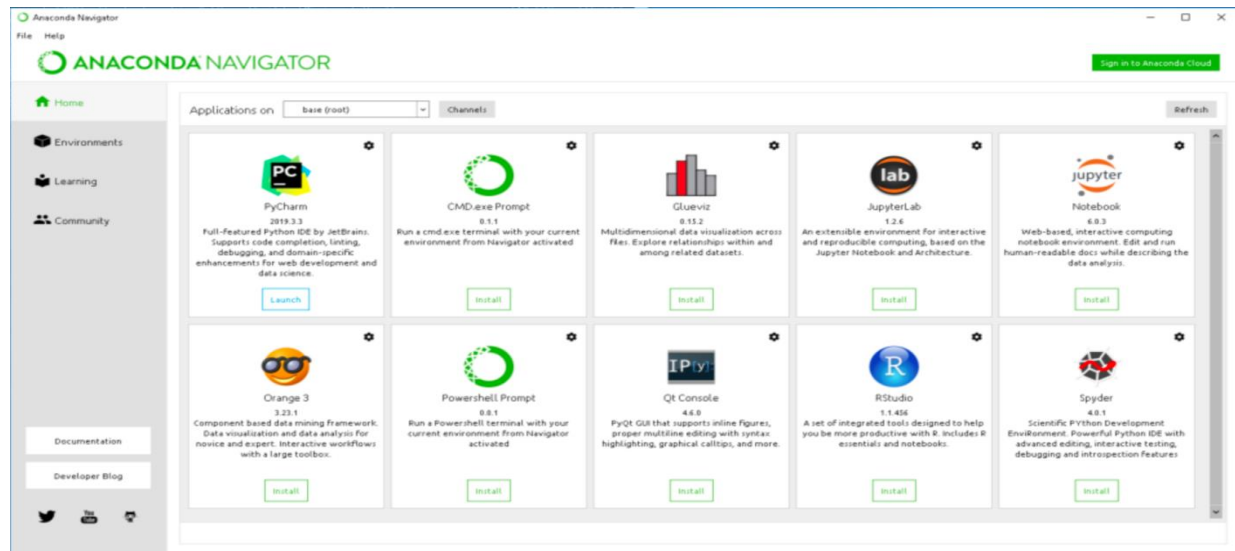 Anaconda Navigator
File Help
ANACONDA NAVIGATOR
Sign in to Anaconda Cloud
Home
Environments
Learning
Community
Documentation
Developer Blog
You
Tube
Applications on base (root) Channels
Refresh
PC
PyCharm
2019.3.3
Full-Featured Python IDE by JetBrains.
Supports code completion, linting,
debugging, and domain-specific
enhancements for web development and
data science.
Launch
CMD.exe Prompt
0.1.1
Run a cmd.exe terminal with your current
environment from Navigator activated
Install
Glueviz
0.15.2
Multidimensional data visualization across
files. Explore relationships within and
among related datasets.
Install
lab
JupyterLab
1.2.6
An extensible environment for interactive
and reproducible computing, based on the
Jupyter Notebook and Architecture.
Install
jupyter
Notebook
6.0.3
Web-based, interactive computing
notebook environment. Edit and run
human-readable docs while describing the
data analysis.
Install
Orange 3
3.23.1
Component based data mining framework.
Data visualization and data analysis for
novice and expert. Interactive workflows
with a large toolbox.
Install
Powershell Prompt
0.0.1
Run a Powershell terminal with your
current environment from Navigator
activated
Install
IP[y]:
Qt Console
4.6.0
PyQt GUI that supports inline figures,
proper multiline editing with syntax
highlighting, graphical calltips, and more.
Install
R
RStudio
1.1.456
A set of integrated tools designed to help
you be more productive with R. Includes R
essentials and notebooks.
Install
Spyder
4.0.1
Scientific PYthon Development
EnviRonment. Powerful Python IDE with
advanced editing, interactive testing,
debugging and introspection features
Install